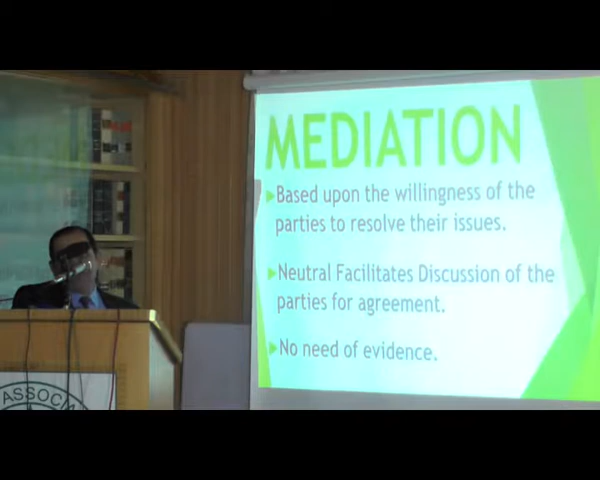 MEDIATION
Based upon the willingness of the
parties to resolve their issues.
Neutral Facilitates Discussion of the
parties for agreement.
No need of evidence.
ASSOCI